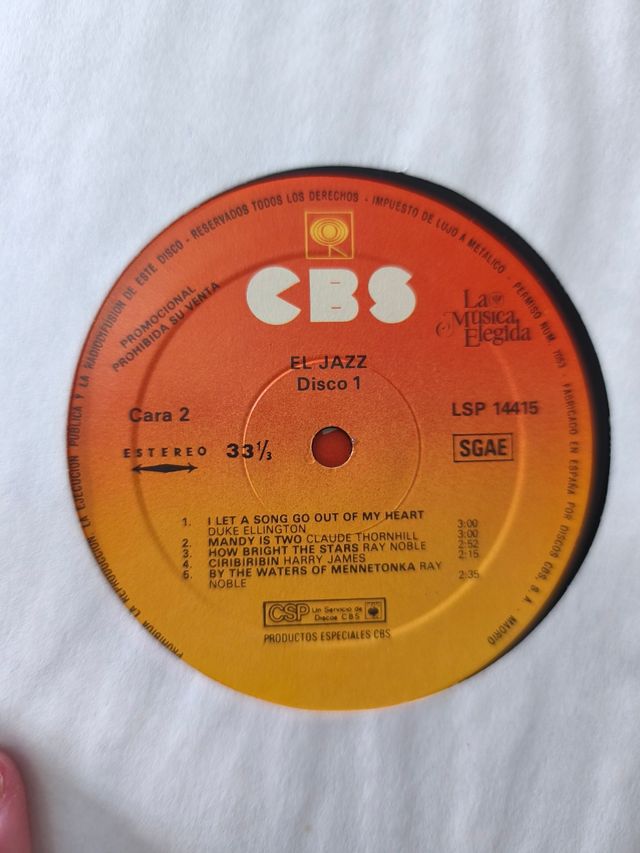 PROHIBIDA LA REPRODUCCION, LA EJECUCION PUBLICA Y LA RADIODIFUSION DE ESTE DISCO - RESERVADOS TODOS LOS DERECHOS - IMPUESTO DE LUJO A METALICO - PERMISO NUM. 7053 - FABRICADO EN ESPAÑA POR DISCOS CBS, S. A. - MADRID
CBS
PROMOCIONAL
PROHIBIDA SU VENTA
La
Música
Elegida
EL JAZZ
Disco 1
Cara 2
LSP 14415
ESTEREO 33 1/3
SGAE
1. I LET A SONG GO OUT OF MY HEART
DUKE ELLINGTON 3:00
2. MANDY IS TWO CLAUDE THORNHILL 3:00
3. HOW BRIGHT THE STARS RAY NOBLE 2:52
4. CIRIBIRIBIN HARRY JAMES 2:15
5. BY THE WATERS OF MENNETONKA RAY
NOBLE 2:35
CSP Un Servicio de
Discos CBS
PRODUCTOS ESPECIALES CBS